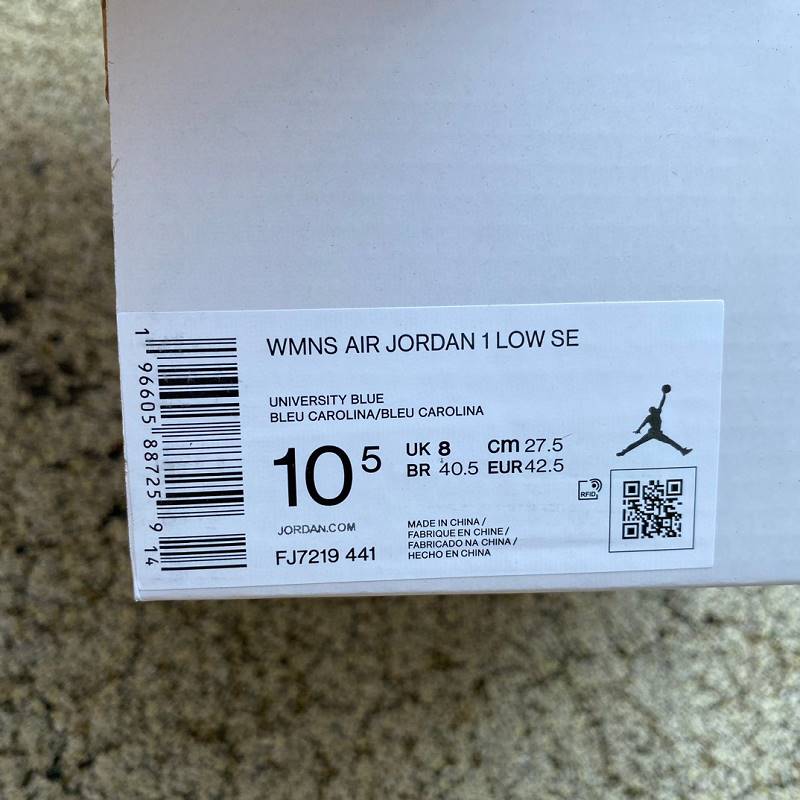 WMNS AIR JORDAN 1 LOW SE
UNIVERSITY BLUE
BLEU CAROLINA/BLEU CAROLINA
10 5
UK 8 cm 27.5
BR 40.5 EUR 42.5
RFID
JORDAN.COM
FJ7219 441
MADE IN CHINA /
FABRIQUE EN CHINE /
FABRICADO NA CHINA /
HECHO EN CHINA
1 96605 88725 9 14